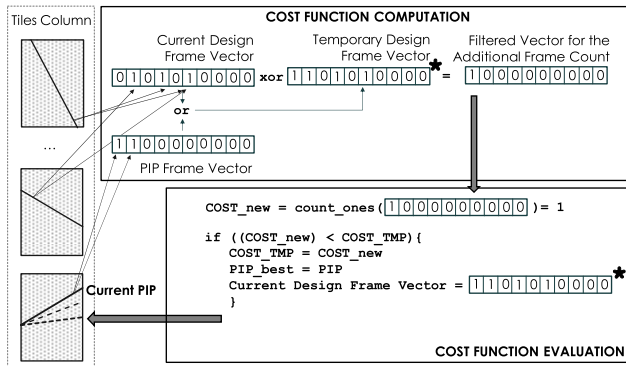 Tiles Column
COST FUNCTION COMPUTATION
Current Design
Frame Vector
Temporary Design
Frame Vector
Filtered Vector for the
Additional Frame Count
0 1 0 1 0 1 0 0 0 0 xor 1 1 0 1 0 1 0 0 0 0 * = 1 0 0 0 0 0 0 0 0 0
or
...
1 1 0 0 0 0 0 0 0 0
PIP Frame Vector
COST_new = count_ones( 1 0 0 0 0 0 0 0 0 0 )= 1
if ((COST_new) < COST_TMP){
COST_TMP = COST_new
PIP_best = PIP
Current Design Frame Vector = 1 1 0 1 0 1 0 0 0 0 *
}
Current PIP
COST FUNCTION EVALUATION